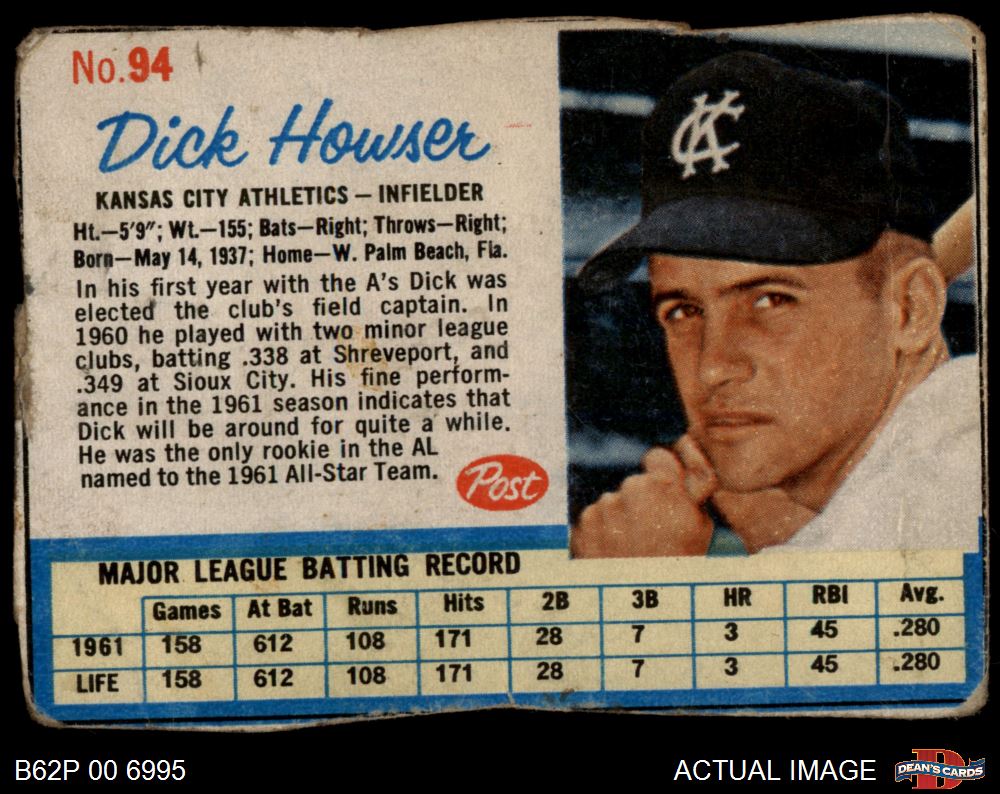 No.94
Dick Howser
KANSAS CITY ATHLETICS — INFIELDER
Ht.—5'9"; Wt.—155; Bats—Right; Throws—Right;
Born—May 14, 1937; Home—W. Palm Beach, Fla.
In his first year with the A's Dick was
elected the club's field captain. In
1960 he played with two minor league
clubs, batting .338 at Shreveport, and
.349 at Sioux City. His fine perform-
ance in the 1961 season indicates that
Dick will be around for quite a while.
He was the only rookie in the AL
named to the 1961 All-Star Team.
Post
KC
MAJOR LEAGUE BATTING RECORD
Games At Bat Runs Hits 2B 3B HR RBI Avg.
1961 158 612 108 171 28 7 3 45 .280
LIFE 158 612 108 171 28 7 3 45 .280
B62P 00 6995
ACTUAL IMAGE
D
DEAN'S CARDS